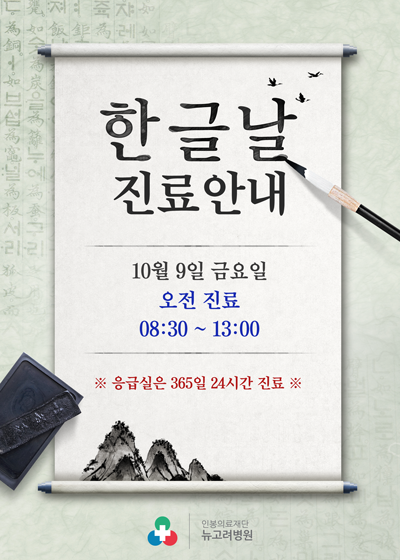 한글날
진료안내
10월 9일 금요일
오전 진료
08:30 ~ 13:00
※ 응급실은 365일 24시간 진료 ※
인봉의료재단
뉴고려병원